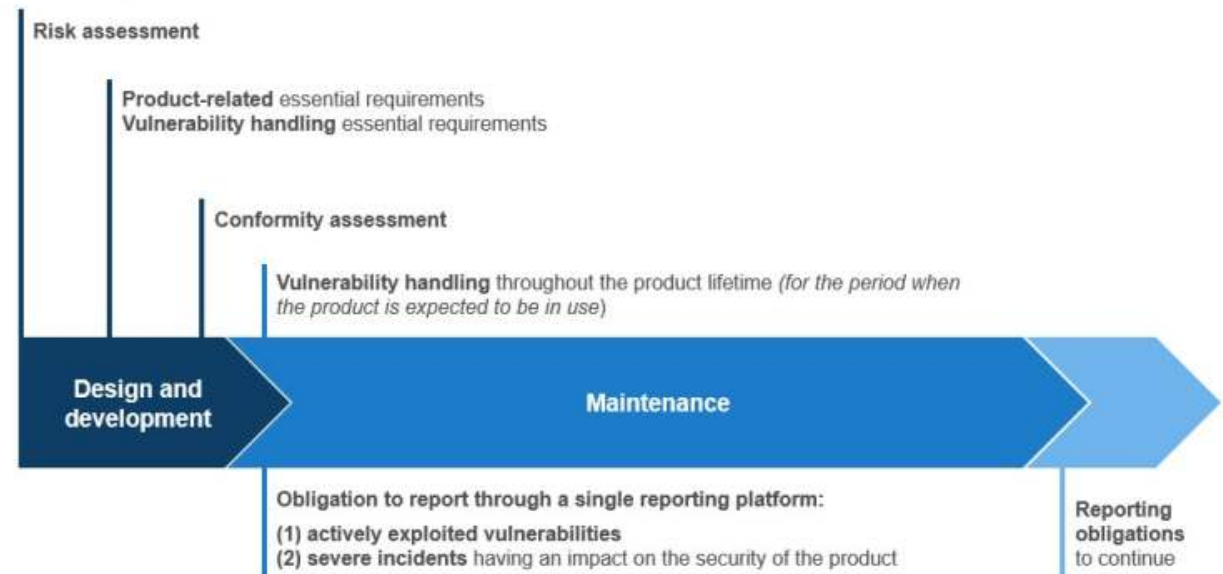 Risk assessment
Product-related essential requirements
Vulnerability handling essential requirements
Conformity assessment
Vulnerability handling throughout the product lifetime (for the period when
the product is expected to be in use)
Design and
development
Maintenance
Obligation to report through a single reporting platform:
(1) actively exploited vulnerabilities
(2) severe incidents having an impact on the security of the product
Reporting
obligations
to continue